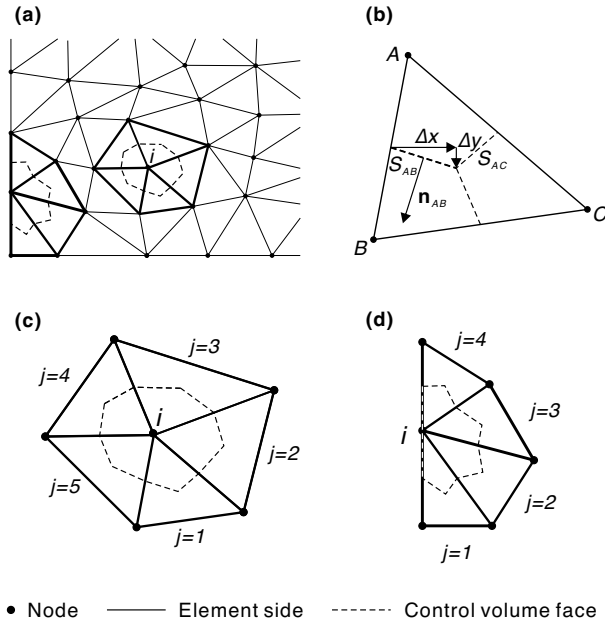 (a)
(b)
i
A
Δx
Δy
S_AB
S_AC
n_AB
B
C
(c)
(d)
j=4
j=3
i
j=2
j=5
j=1
j=4
j=3
i
j=2
j=1
Node
Element side
Control volume face